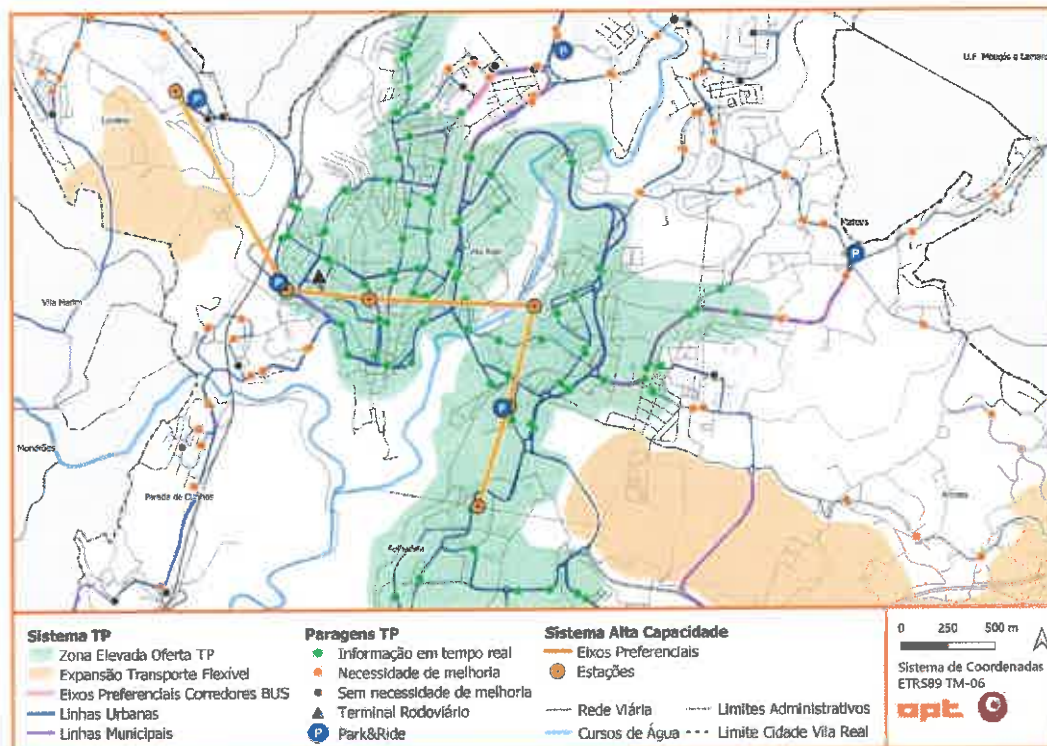 U.F. Mouçós e Lamares
Lordelo
Mateus
Vila Real
Vila Marim
Mondrões
Parada de Cunhos
Arroios
Folhadela
P
P
P
P
P
Sistema TP
Zona Elevada Oferta TP
Expansão Transporte Flexível
Eixos Preferenciais Corredores BUS
Linhas Urbanas
Linhas Municipais
Paragens TP
Informação em tempo real
Necessidade de melhoria
Sem necessidade de melhoria
Terminal Rodoviário
P Park&Ride
Sistema Alta Capacidade
Eixos Preferenciais
Estações
Rede Viária
Cursos de Água
Limites Administrativos
Limite Cidade Vila Real
0 250 500 m
Sistema de Coordenadas
ETRS89 TM-06
apt